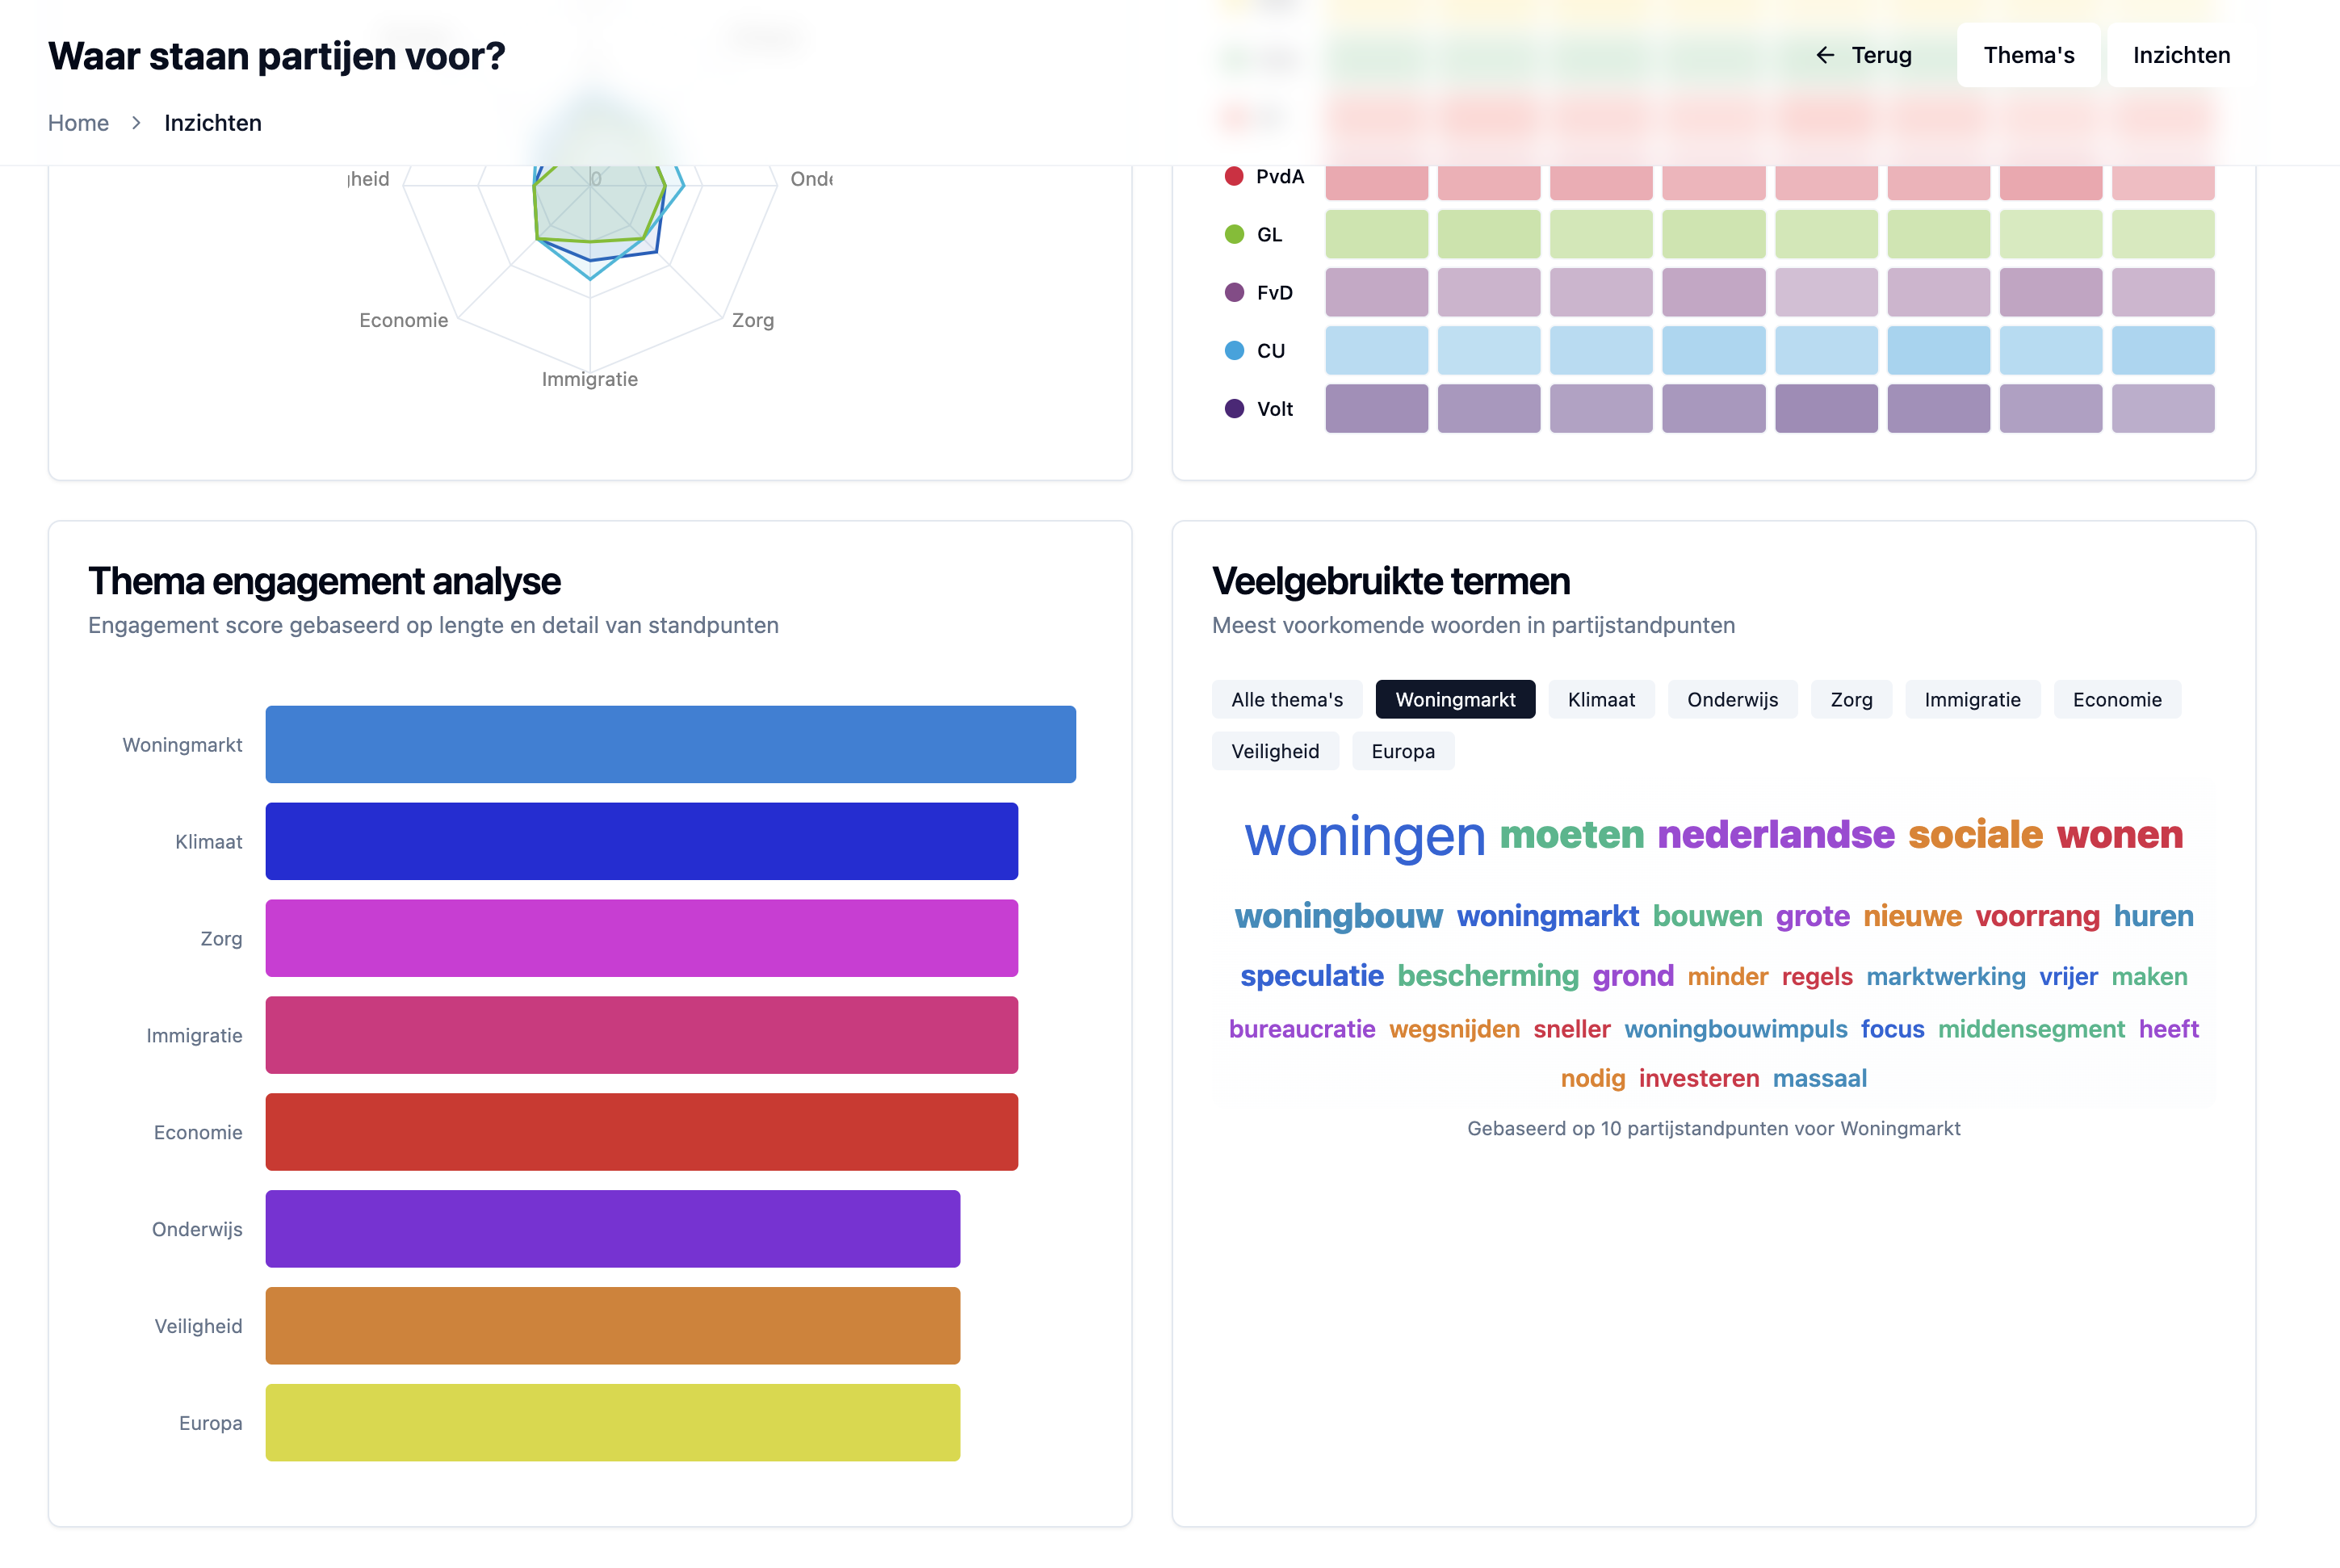 Waar staan partijen voor?
Terug
Thema's
Inzichten
Home
Inzichten
0
Economie
Zorg
Immigratie
PvdA
GL
FvD
CU
Volt
Thema engagement analyse
Engagement score gebaseerd op lengte en detail van standpunten
Woningmarkt
Klimaat
Zorg
Immigratie
Economie
Onderwijs
Veiligheid
Europa
Veelgebruikte termen
Meest voorkomende woorden in partijstandpunten
Alle thema's Woningmarkt Klimaat Onderwijs Zorg Immigratie Economie
Veiligheid Europa
woningen moeten nederlandse sociale wonen
woningbouw woningmarkt bouwen grote nieuwe voorrang huren
speculatie bescherming grond minder regels marktwerking vrijer maken
bureaucratie wegsnijden sneller woningbouwimpuls focus middensegment heeft
nodig investeren massaal
Gebaseerd op 10 partijstandpunten voor Woningmarkt